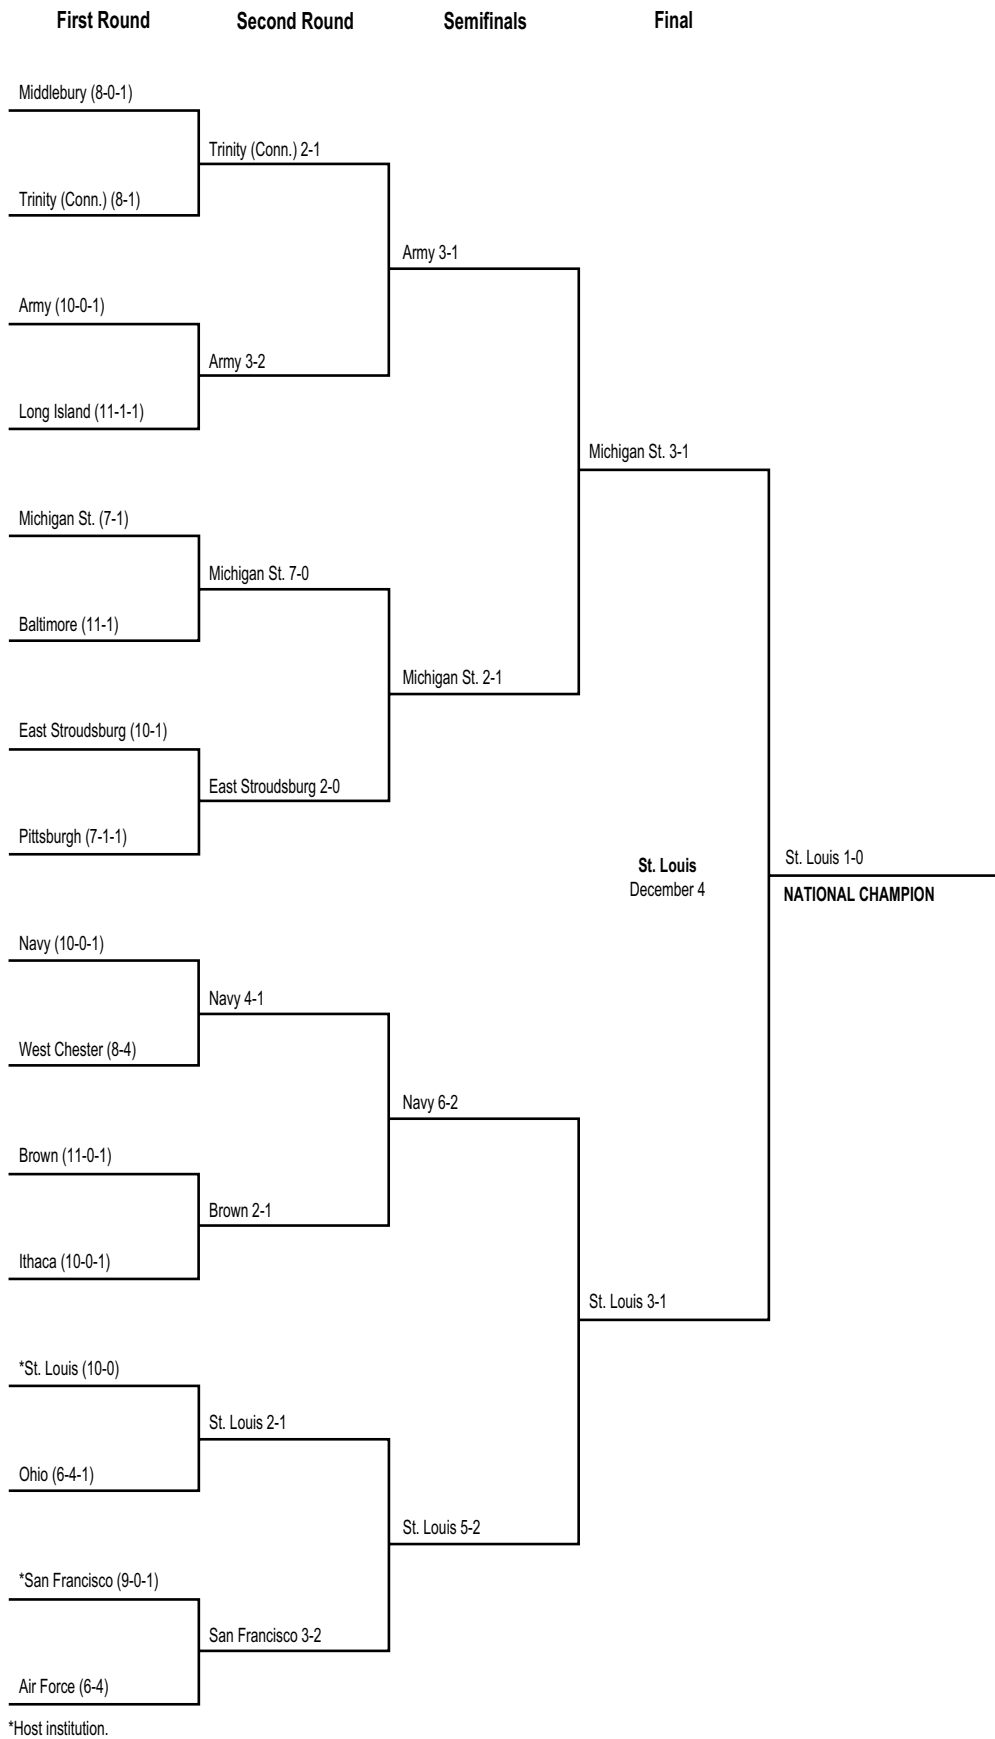 First Round
Second Round
Semifinals
Final
Middlebury (8-0-1)
Trinity (Conn.) 2-1
Trinity (Conn.) (8-1)
Army 3-1
Army (10-0-1)
Army 3-2
Long Island (11-1-1)
Michigan St. 3-1
Michigan St. (7-1)
Michigan St. 7-0
Baltimore (11-1)
Michigan St. 2-1
East Stroudsburg (10-1)
East Stroudsburg 2-0
Pittsburgh (7-1-1)
St. Louis
December 4
St. Louis 1-0
NATIONAL CHAMPION
Navy (10-0-1)
Navy 4-1
West Chester (8-4)
Navy 6-2
Brown (11-0-1)
Brown 2-1
Ithaca (10-0-1)
St. Louis 3-1
*St. Louis (10-0)
St. Louis 2-1
Ohio (6-4-1)
St. Louis 5-2
*San Francisco (9-0-1)
San Francisco 3-2
Air Force (6-4)
*Host institution.